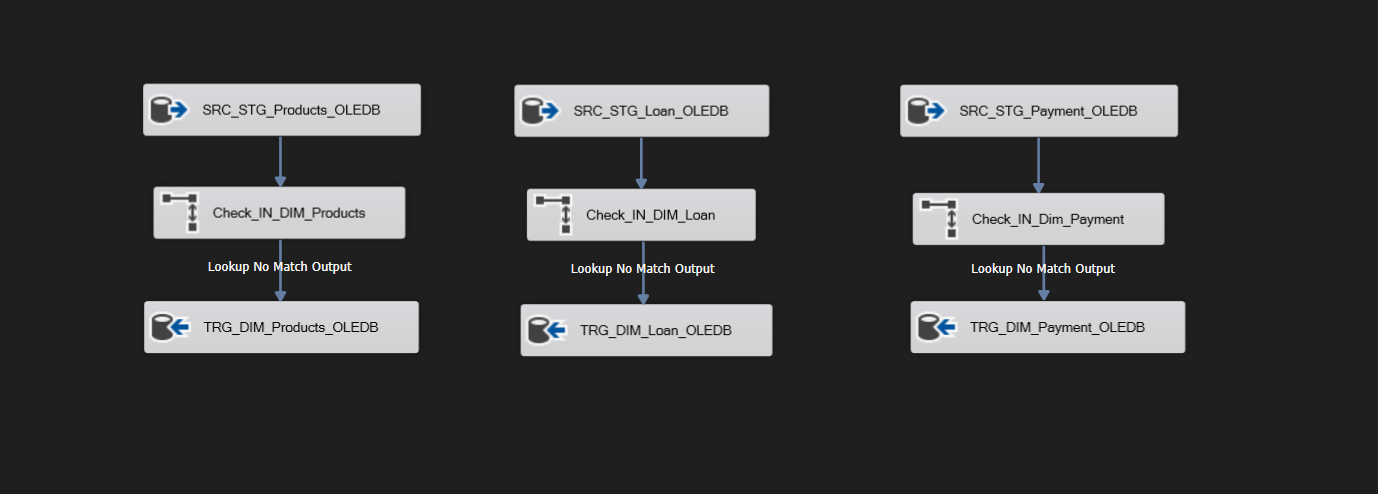 SRC_STG_Products_OLEDB
SRC_STG_Loan_OLEDB
SRC_STG_Payment_OLEDB
Check_IN_DIM_Products
Check_IN_DIM_Loan
Check_IN_Dim_Payment
Lookup No Match Output
Lookup No Match Output
Lookup No Match Output
TRG_DIM_Products_OLEDB
TRG_DIM_Loan_OLEDB
TRG_DIM_Payment_OLEDB